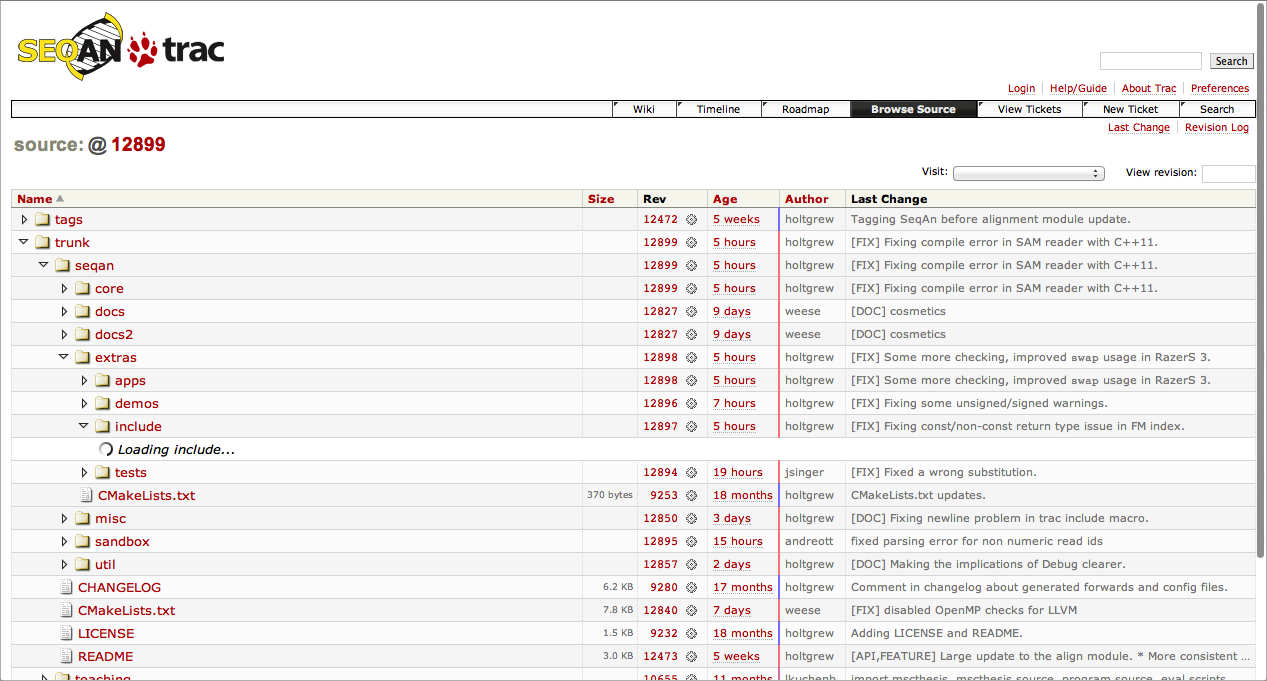 SEQAN trac
Search
Login Help/Guide About Trac Preferences
Wiki Timeline Roadmap Browse Source View Tickets New Ticket Search
Last Change Revision Log
source: @ 12899
Visit: View revision:
Name Size Rev Age Author Last Change
tags 12472 5 weeks holtgrew Tagging SeqAn before alignment module update.
trunk 12899 5 hours holtgrew [FIX] Fixing compile error in SAM reader with C++11.
seqan 12899 5 hours holtgrew [FIX] Fixing compile error in SAM reader with C++11.
core 12899 5 hours holtgrew [FIX] Fixing compile error in SAM reader with C++11.
docs 12827 9 days weese [DOC] cosmetics
docs2 12827 9 days weese [DOC] cosmetics
extras 12898 5 hours holtgrew [FIX] Some more checking, improved swap usage in RazerS 3.
apps 12898 5 hours holtgrew [FIX] Some more checking, improved swap usage in RazerS 3.
demos 12896 7 hours holtgrew [FIX] Fixing some unsigned/signed warnings.
include 12897 5 hours holtgrew [FIX] Fixing const/non-const return type issue in FM index.
Loading include...
tests 12894 19 hours jsinger [FIX] Fixed a wrong substitution.
CMakeLists.txt 370 bytes 9253 18 months holtgrew CMakeLists.txt updates.
misc 12850 3 days holtgrew [DOC] Fixing newline problem in trac include macro.
sandbox 12895 15 hours andreott fixed parsing error for non numeric read ids
util 12857 2 days holtgrew [DOC] Making the implications of Debug clearer.
CHANGELOG 6.2 KB 9280 17 months holtgrew Comment in changelog about generated forwards and config files.
CMakeLists.txt 7.8 KB 12840 7 days weese [FIX] disabled OpenMP checks for LLVM
LICENSE 1.5 KB 9232 18 months holtgrew Adding LICENSE and README.
README 3.0 KB 12473 5 weeks holtgrew [API,FEATURE] Large update to the align module. * More consistent ...
teaching 10655 11 months lkuchenb import mscthesis, mscthesis source, program source, eval scripts